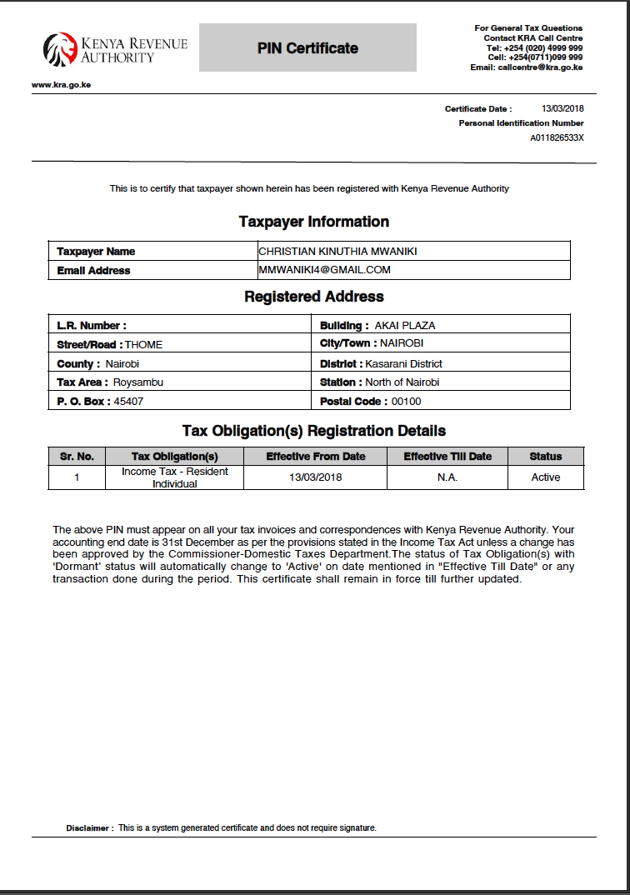 KENYA REVENUE
AUTHORITY
PIN Certificate
For General Tax Questions
Contact KRA Call Centre
Tel: +254 (020) 4999 999
Cell: +254(0711)099 999
Email: callcentre@kra.go.ke
www.kra.go.ke
Certificate Date : 13/03/2018
Personal Identification Number
A011826533X
This is to certify that taxpayer shown herein has been registered with Kenya Revenue Authority
Taxpayer Information
Taxpayer Name CHRISTIAN KINUTHIA MWANIKI
Email Address MMWANIKI4@GMAIL.COM
Registered Address
L.R. Number : Building : AKAI PLAZA
Street/Road : THOME City/Town : NAIROBI
County : Nairobi District : Kasarani District
Tax Area : Roysambu Station : North of Nairobi
P. O. Box : 45407 Postal Code : 00100
Tax Obligation(s) Registration Details
Sr. No. Tax Obligation(s) Effective From Date Effective Till Date Status
1 Income Tax - Resident Individual 13/03/2018 N.A. Active
The above PIN must appear on all your tax invoices and correspondences with Kenya Revenue Authority. Your
accounting end date is 31st December as per the provisions stated in the Income Tax Act unless a change has
been approved by the Commissioner-Domestic Taxes Department.The status of Tax Obligation(s) with
'Dormant' status will automatically change to 'Active' on date mentioned in "Effective Till Date" or any
transaction done during the period. This certificate shall remain in force till further updated.
Disclaimer : This is a system generated certificate and does not require signature.